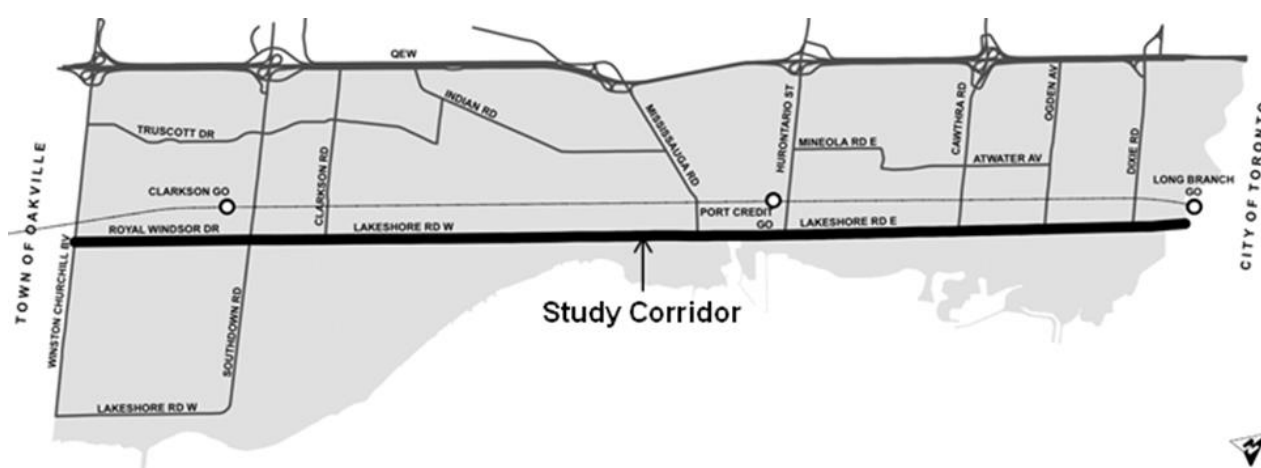 QEW
INDIAN RD
TRUSCOTT DR
MISSISSAUGA RD
HURONTARIO ST
CAWTHRA RD
OGDEN AV
DIXIE RD
MINEOLA RD E
ATWATER AV
CLARKSON RD
CLARKSON GO
LONG BRANCH
GO
TOWN OF OAKVILLE
CITY OF TORONTO
PORT CREDIT
GO
ROYAL WINDSOR DR
LAKESHORE RD W
LAKESHORE RD E
WINSTON CHURCHILL BV
SOUTHDOWN RD
Study Corridor
LAKESHORE RD W